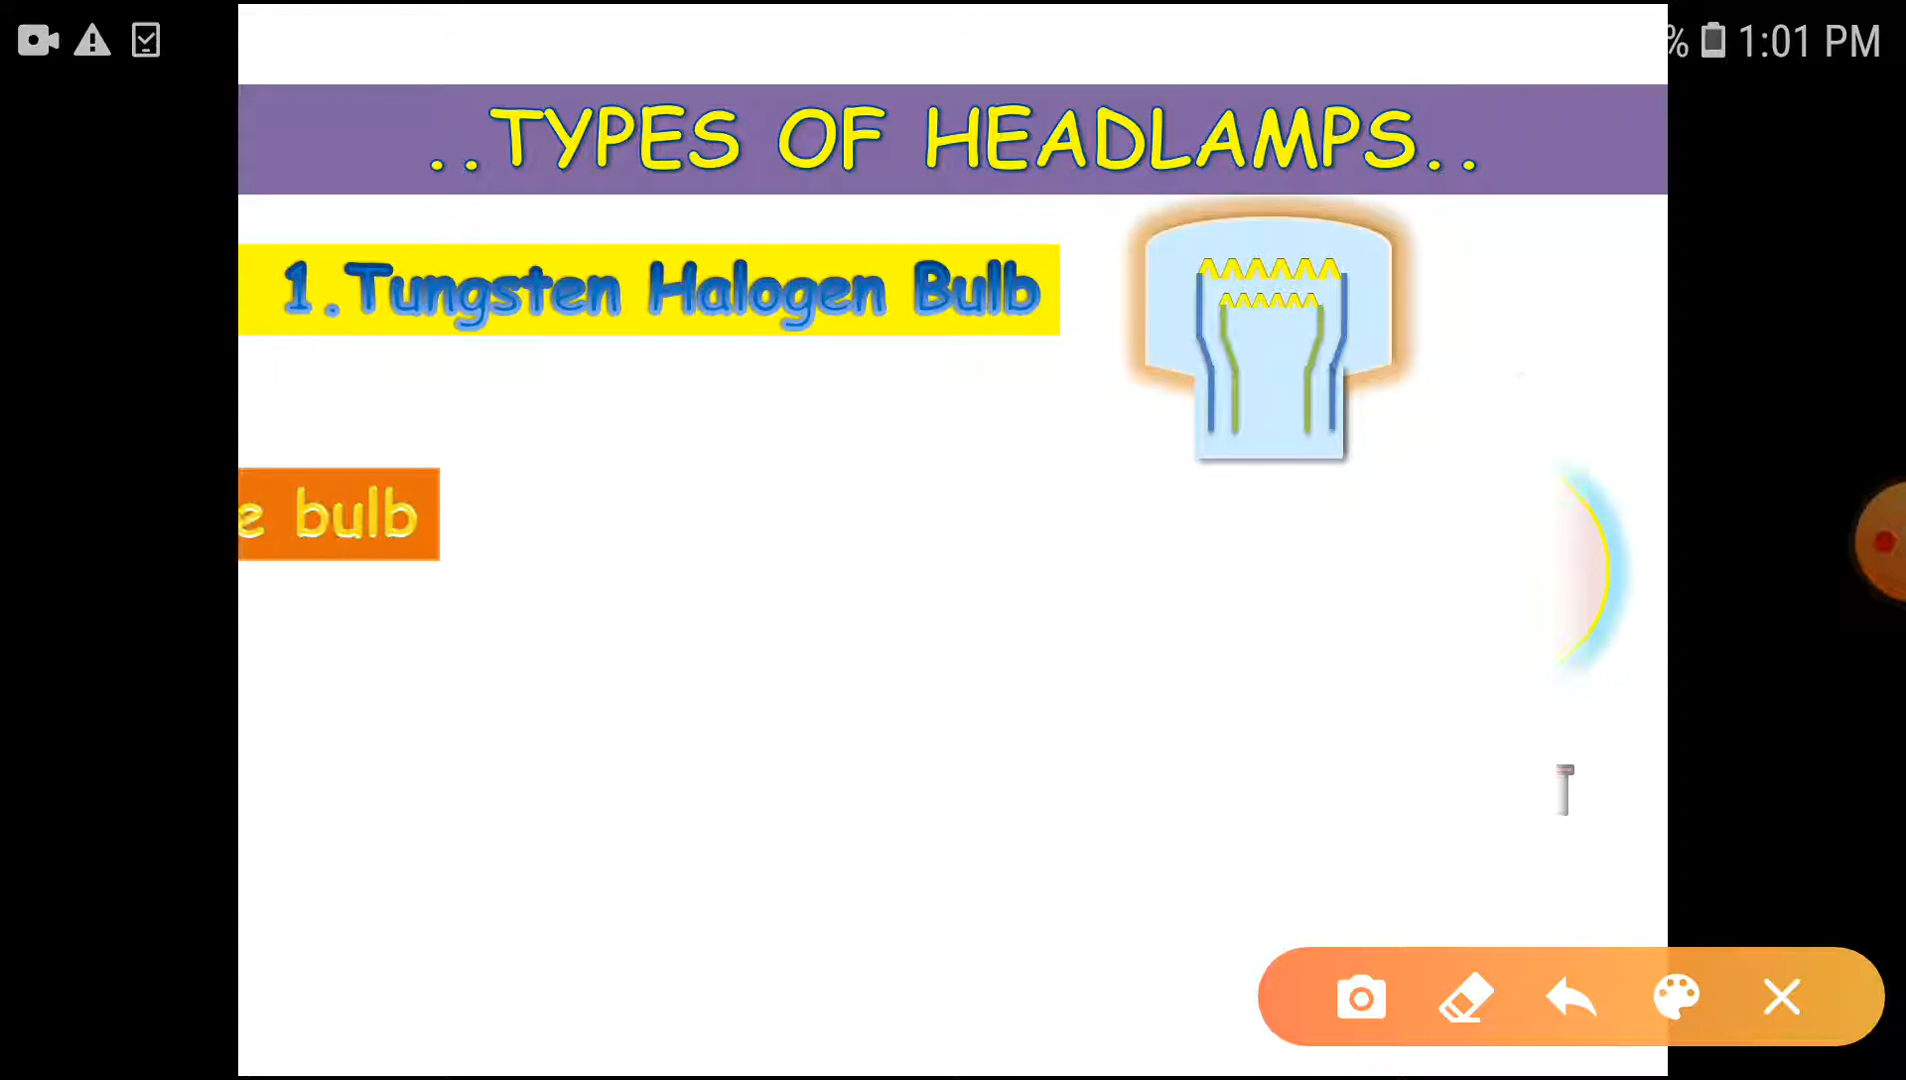 % 1:01 PM
..TYPES OF HEADLAMPS..
1.Tungsten Halogen Bulb
e bulb